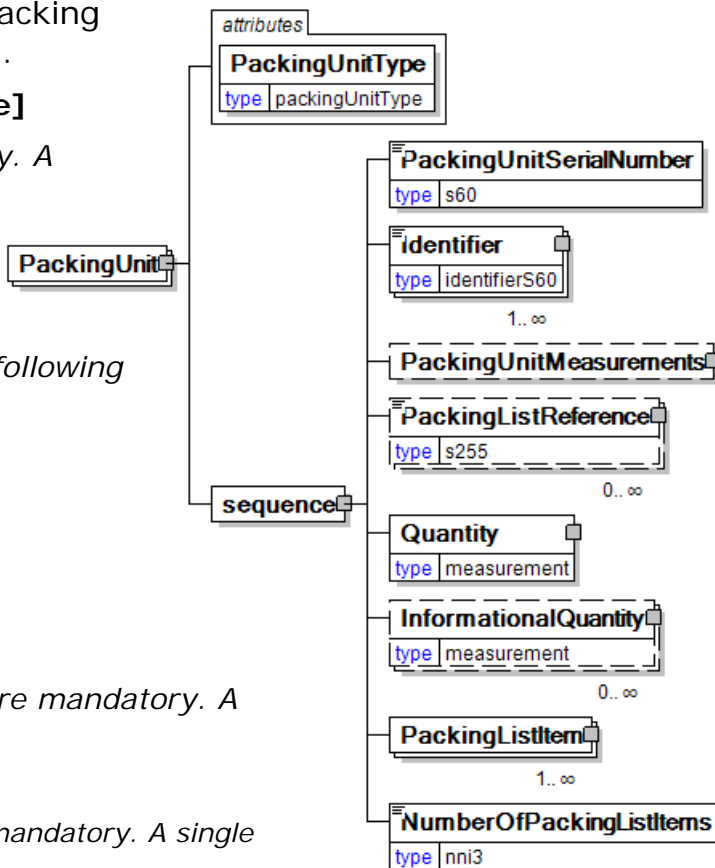 acking
.
e]
y. A
following
re mandatory. A
mandatory. A single
attributes
PackingUnitType
type packingUnitType
PackingUnit
sequence
PackingUnitSerialNumber
type s60
Identifier
type identifierS60
1.. ∞
PackingUnitMeasurements
PackingListReference
type s255
0.. ∞
Quantity
type measurement
InformationalQuantity
type measurement
0.. ∞
PackingListItem
1.. ∞
NumberOfPackingListItems
type nni3